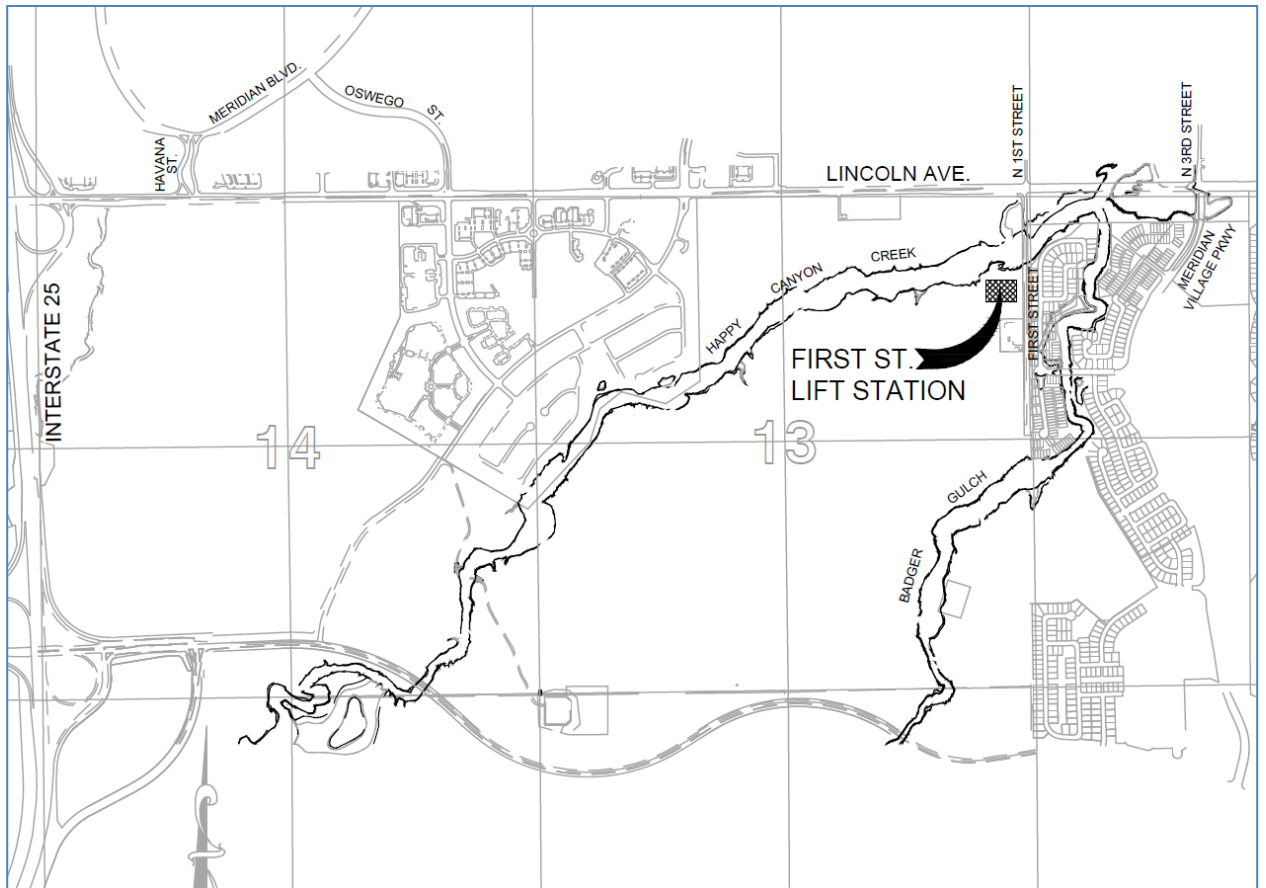 MERIDIAN BLVD.
OSWEGO
ST.
HAVANA
ST.
N 1ST STREET
N 3RD STREET
LINCOLN AVE.
HAPPY
CANYON
CREEK
MERIDIAN
VILLAGE PKWY
INTERSTATE 25
FIRST STREET
FIRST ST.
LIFT STATION
14
13
BADGER
GULCH